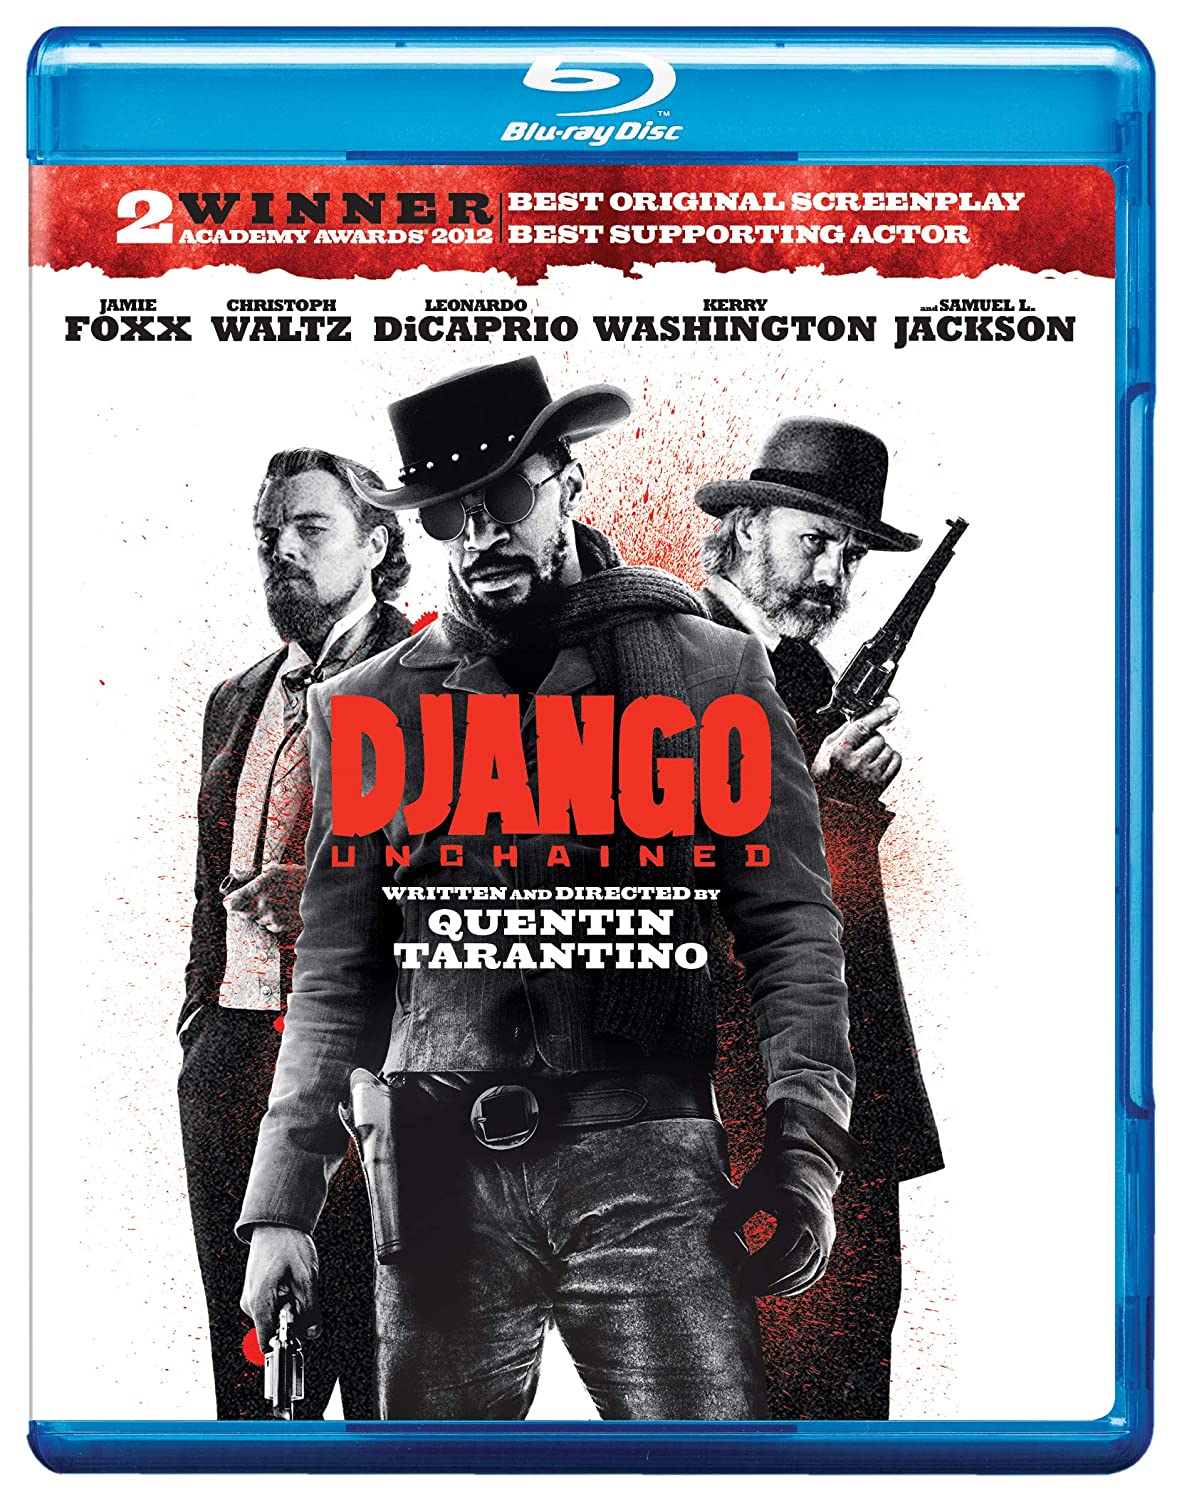 Blu-ray Disc™
2 WINNER
ACADEMY AWARDS® 2012
BEST ORIGINAL SCREENPLAY
BEST SUPPORTING ACTOR
JAMIE FOXX
CHRISTOPH WALTZ
LEONARDO DiCAPRIO
KERRY WASHINGTON
and SAMUEL L. JACKSON
DJANGO
UNCHAINED
WRITTEN AND DIRECTED BY
QUENTIN
TARANTINO